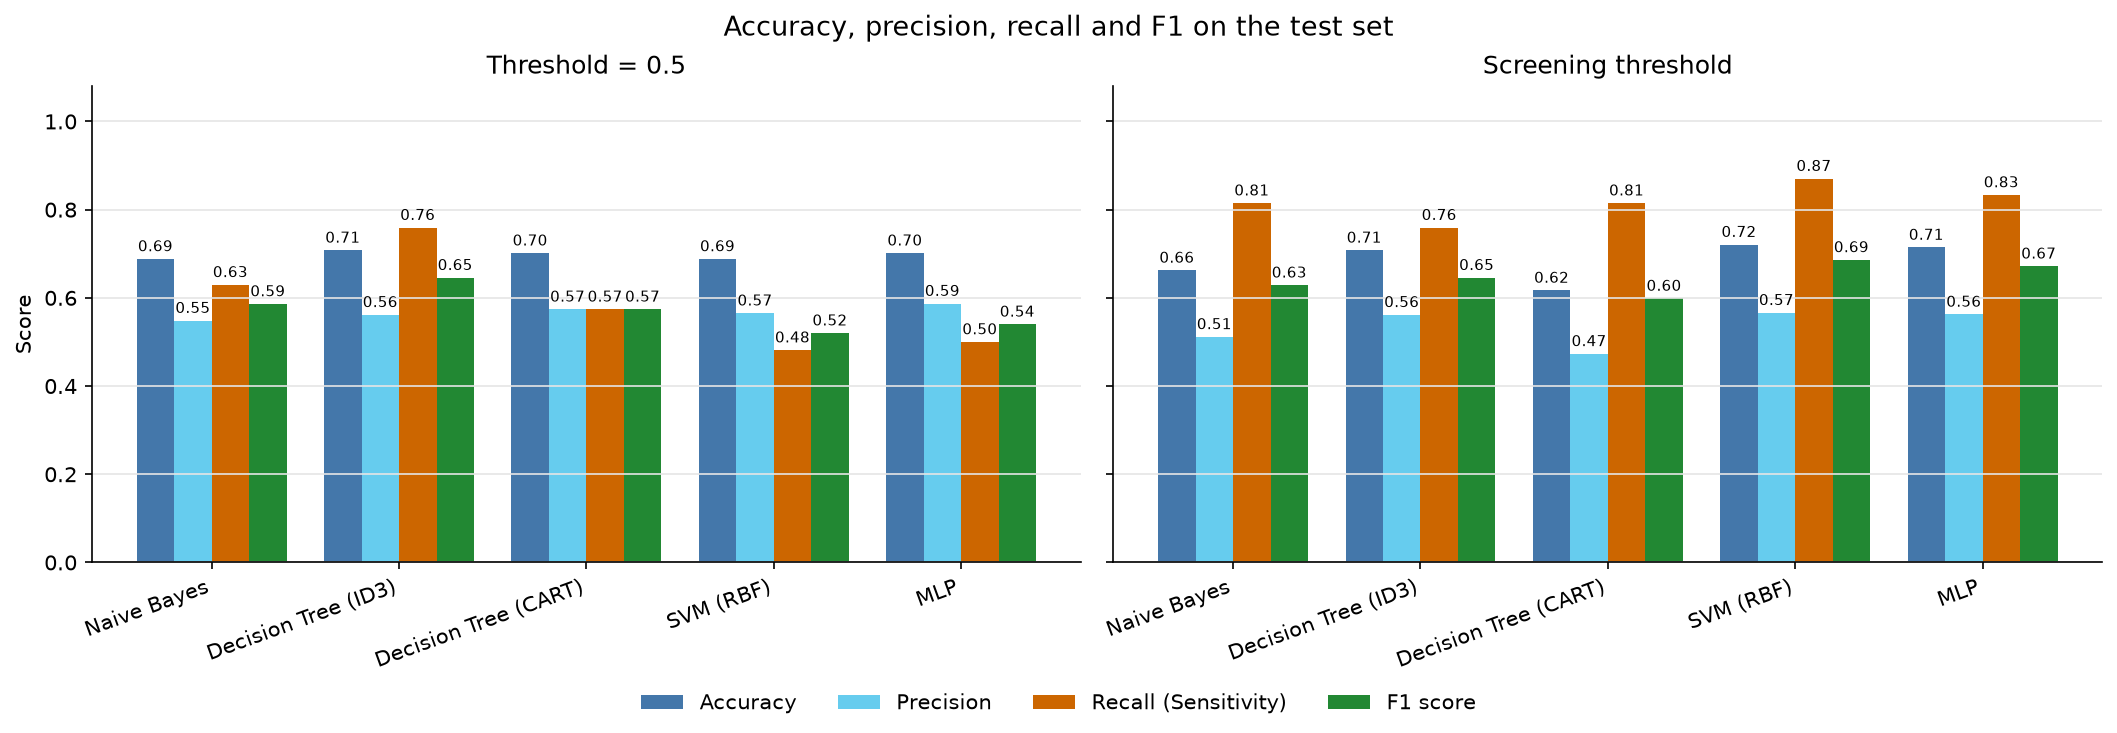 Accuracy, precision, recall and F1 on the test set
Threshold = 0.5
Screening threshold
Score
1.0
0.8
0.6
0.4
0.2
0.0
0.69 0.55 0.63 0.59
0.71 0.56 0.76 0.65
0.70 0.57 0.57 0.57
0.69 0.57 0.48 0.52
0.70 0.59 0.50 0.54
Naive Bayes
Decision Tree (ID3)
Decision Tree (CART)
SVM (RBF)
MLP
0.66 0.51 0.81 0.63
0.71 0.56 0.76 0.65
0.62 0.47 0.81 0.60
0.72 0.57 0.87 0.69
0.71 0.56 0.83 0.67
Naive Bayes
Decision Tree (ID3)
Decision Tree (CART)
SVM (RBF)
MLP
Accuracy Precision Recall (Sensitivity) F1 score